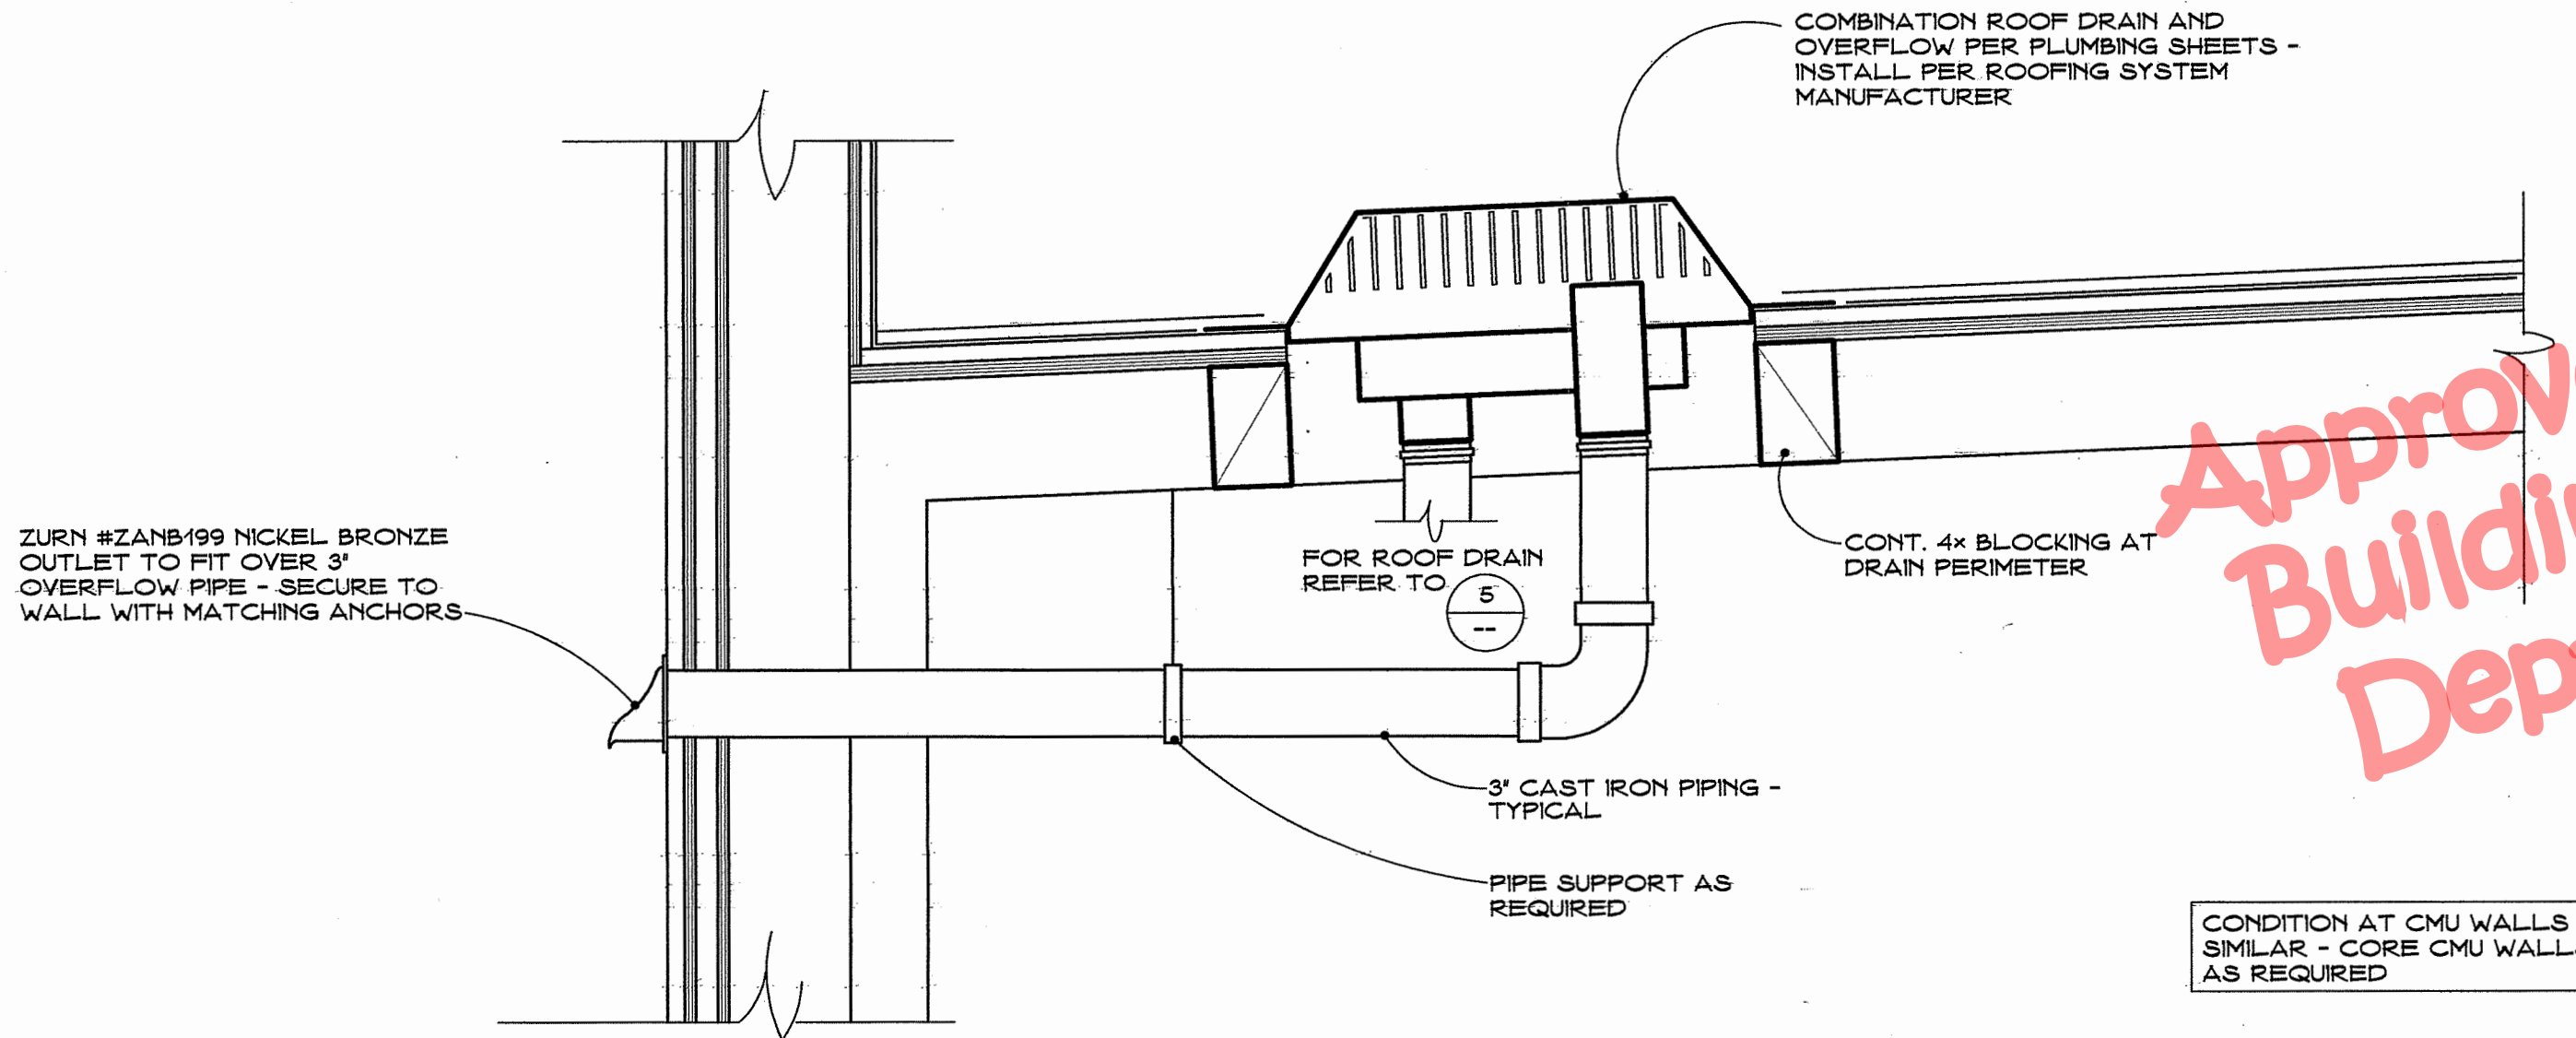 COMBINATION ROOF DRAIN AND
OVERFLOW PER PLUMBING SHEETS -
INSTALL PER ROOFING SYSTEM
MANUFACTURER
ZURN #ZANB199 NICKEL BRONZE
OUTLET TO FIT OVER 3"
OVERFLOW PIPE - SECURE TO
WALL WITH MATCHING ANCHORS
FOR ROOF DRAIN
REFER TO
5
--
CONT. 4x BLOCKING AT
DRAIN PERIMETER
3" CAST IRON PIPING -
TYPICAL
PIPE SUPPORT AS
REQUIRED
CONDITION AT CMU WALLS
SIMILAR - CORE CMU WALL
AS REQUIRED
Approv
Buildi
Dep